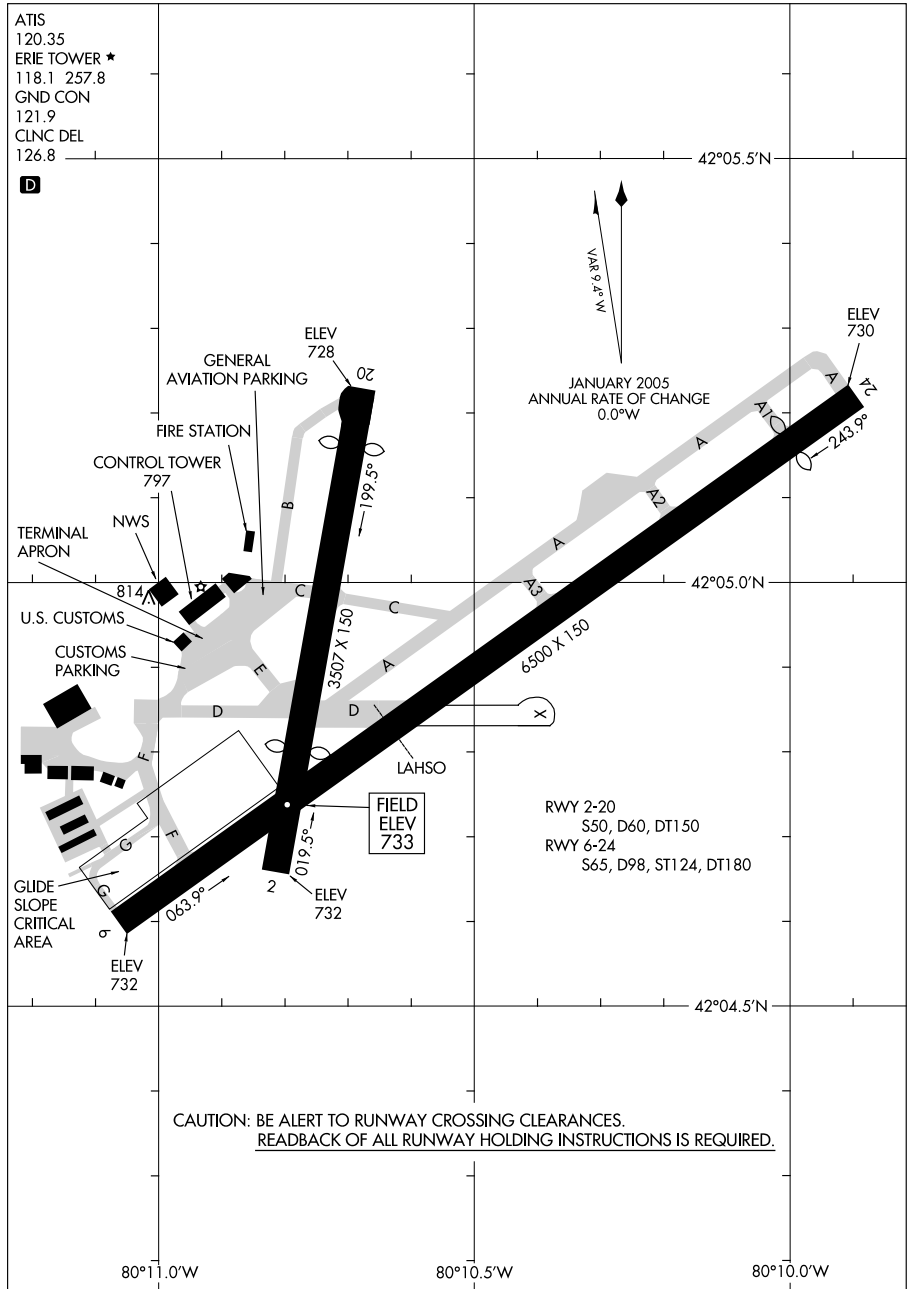 ATIS
120.35
ERIE TOWER ★
118.1 257.8
GND CON
121.9
CLNC DEL
126.8
D
42°05.5'N
VAR 9.4° W
JANUARY 2005
ANNUAL RATE OF CHANGE
0.0°W
ELEV
730
ELEV
728
20
GENERAL
AVIATION PARKING
FIRE STATION
CONTROL TOWER
797
NWS
TERMINAL
APRON
814
U.S. CUSTOMS
CUSTOMS
PARKING
24
A
A1
243.9°
A
A2
A
A3
199.5°
B
42°05.0'N
C
C
3507 X 150
6500 X 150
A
E
D
D
X
F
LAHSO
FIELD
ELEV
733
RWY 2-20
S50, D60, DT150
RWY 6-24
S65, D98, ST124, DT180
F
G
G
019.5°
063.9°
2
ELEV
732
GLIDE
SLOPE
CRITICAL
AREA
6
ELEV
732
42°04.5'N
CAUTION: BE ALERT TO RUNWAY CROSSING CLEARANCES.
READBACK OF ALL RUNWAY HOLDING INSTRUCTIONS IS REQUIRED.
80°11.0'W
80°10.5'W
80°10.0'W